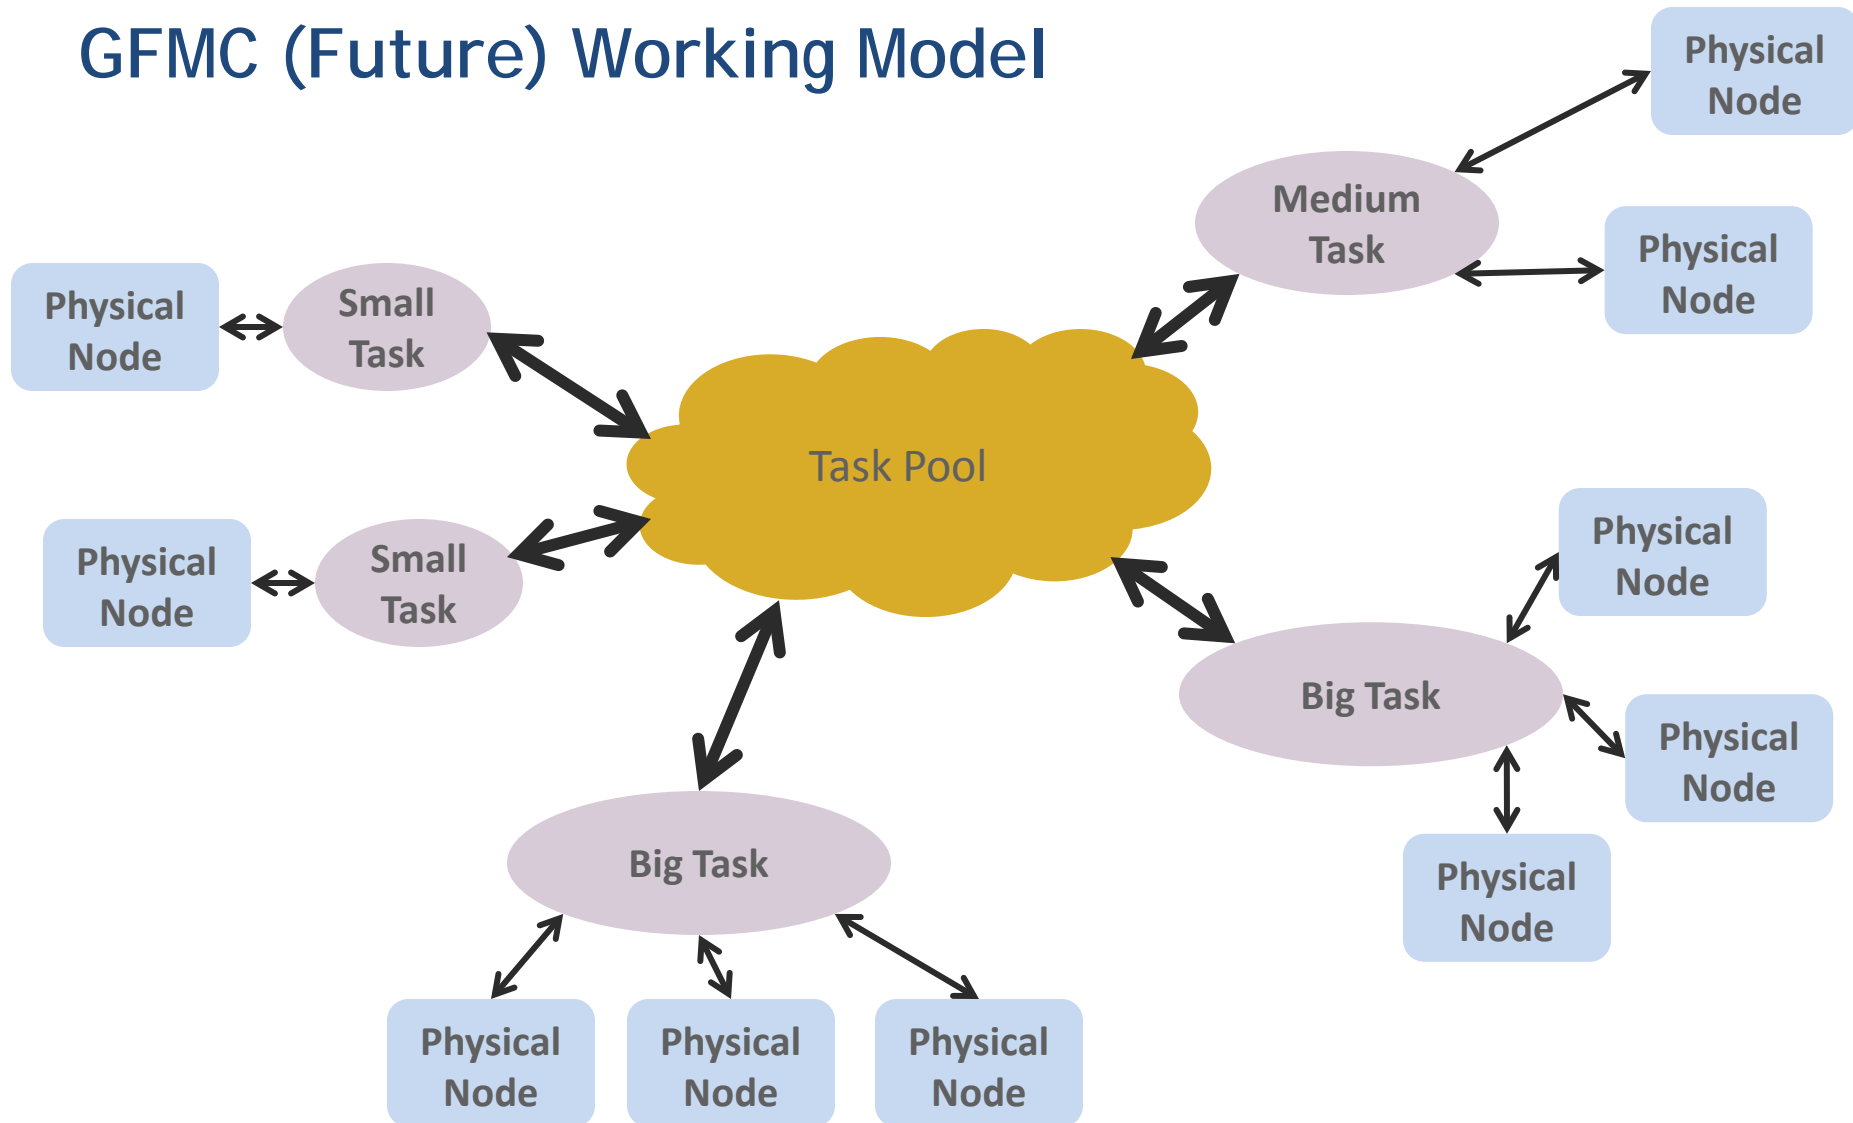 GFMC (Future) Working Model
Physical
Node
Medium
Task
Physical
Node
Physical
Node
Small
Task
Task Pool
Physical
Node
Small
Task
Physical
Node
Big Task
Physical
Node
Physical
Node
Big Task
Physical
Node
Physical
Node
Physical
Node